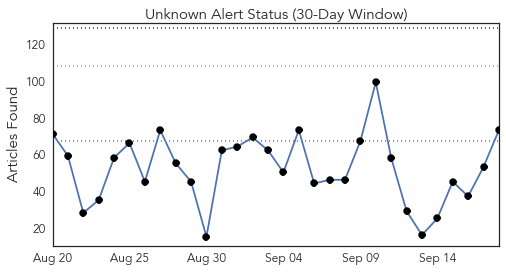 Unknown Alert Status (30-Day Window)
120
100
80
60
40
20
Articles Found
Aug 20 Aug 25 Aug 30 Sep 04 Sep 09 Sep 14